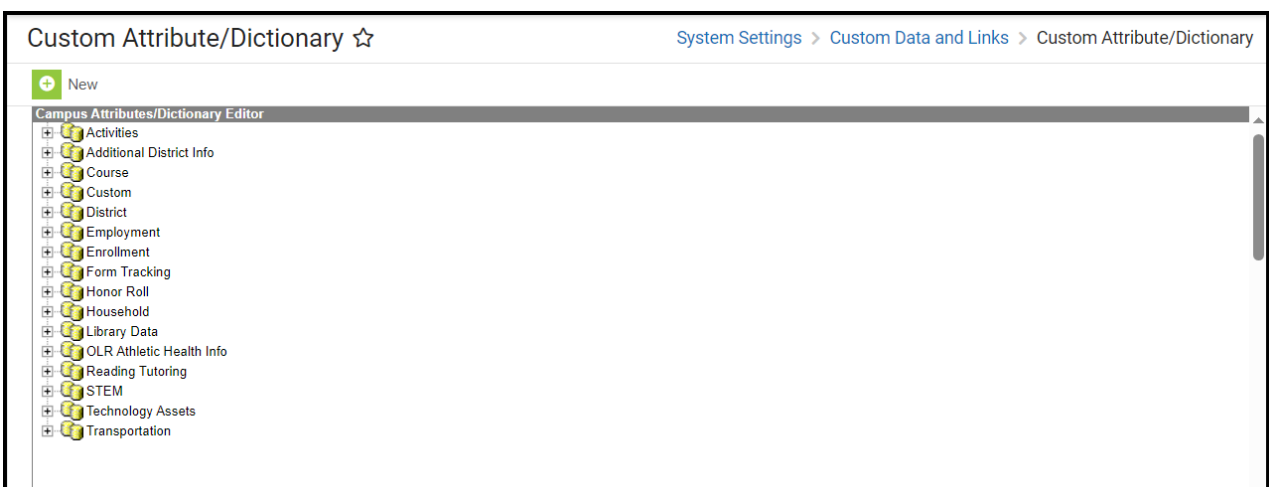 Custom Attribute/Dictionary
System Settings > Custom Data and Links > Custom Attribute/Dictionary
New
Campus Attributes/Dictionary Editor
Activities
Additional District Info
Course
Custom
District
Employment
Enrollment
Form Tracking
Honor Roll
Household
Library Data
OLR Athletic Health Info
Reading Tutoring
STEM
Technology Assets
Transportation